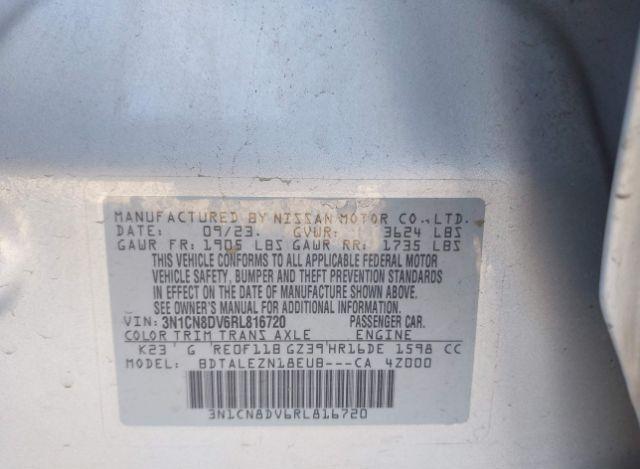 MANUFACTURED BY NISSAN MOTOR CO.,LTD.
DATE: 09/23. GVWR: 3624 LBS
GAWR FR: 1905 LBS GAWR RR: 1735 LBS
THIS VEHICLE CONFORMS TO ALL APPLICABLE FEDERAL MOTOR
VEHICLE SAFETY, BUMPER AND THEFT PREVENTION STANDARDS
IN EFFECT ON THE DATE OF MANUFACTURE SHOWN ABOVE.
SEE OWNER'S MANUAL FOR ADDITIONAL INFORMATION.
VIN: 3N1CN8DV6RL816720 PASSENGER CAR.
COLOR TRIM TRANS AXLE ENGINE
K23 G RE0F11B GZ39 HR16DE 1598 CC
MODEL: BDTALEZN18EUB---CA 4Z000
3N1CN8DV6RL816720